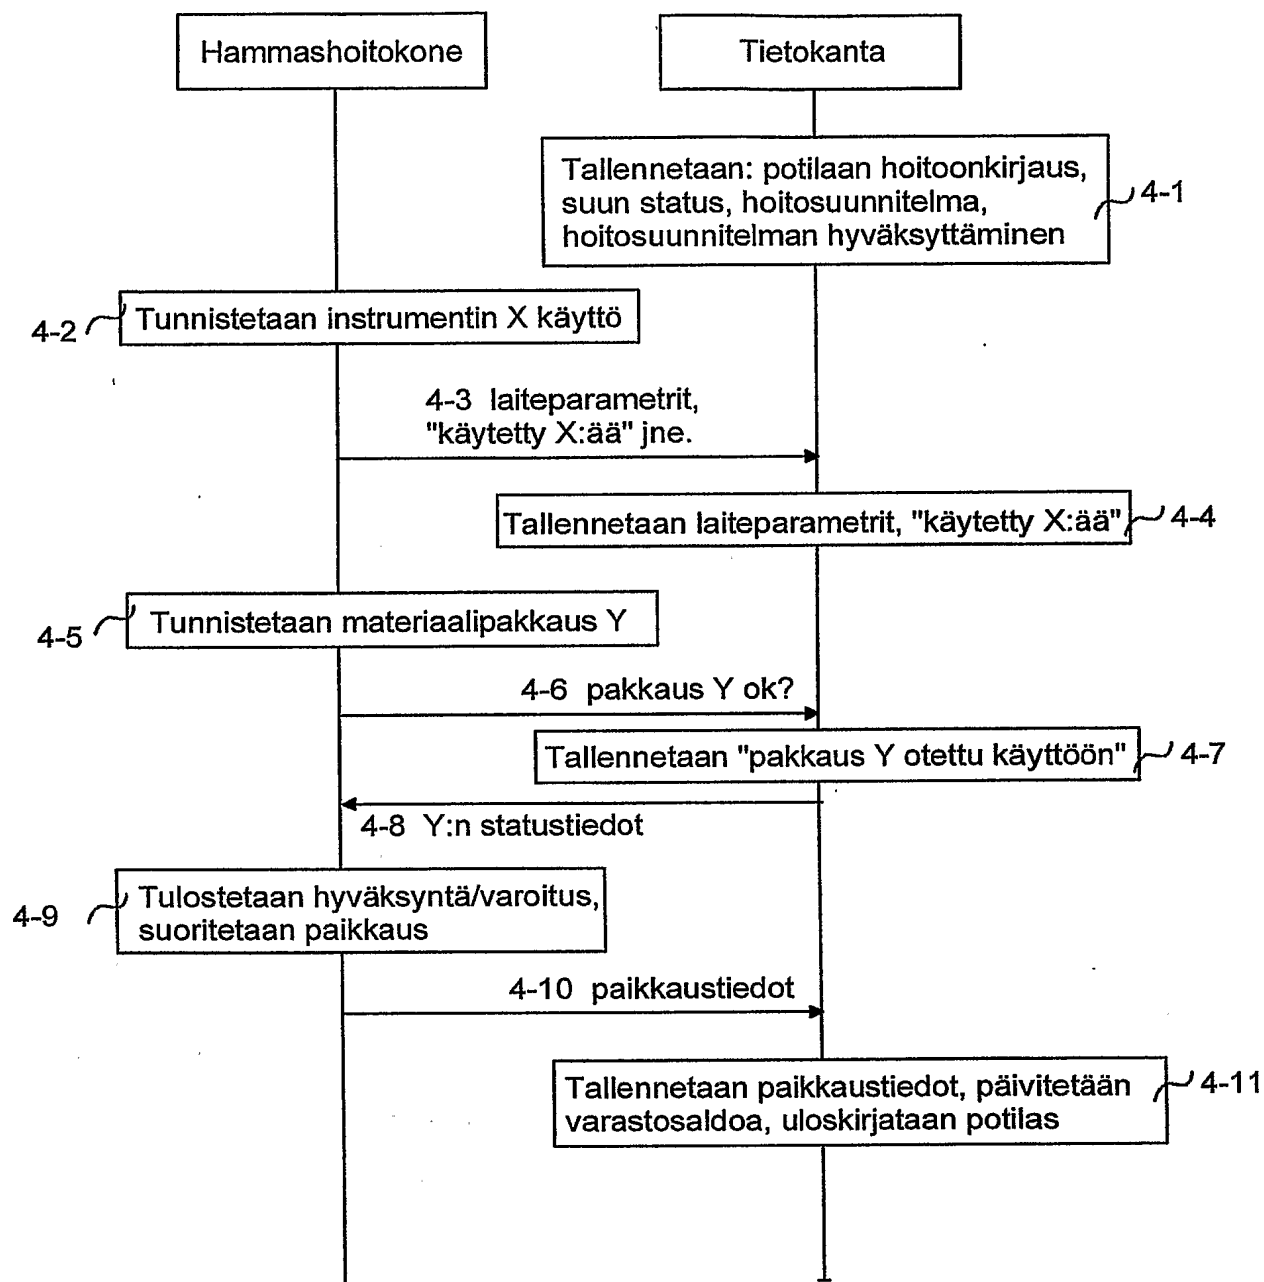 Hammashoitokone
Tietokanta
Tallennetaan: potilaan hoitoonkirjaus,
suun status, hoitosuunnitelma,
hoitosuunnitelman hyväksyttäminen
4-1
Tunnistetaan instrumentin X käyttö
4-2
4-3 laiteparametrit,
"käytetty X:ää" jne.
Tallennetaan laiteparametrit, "käytetty X:ää"
4-4
Tunnistetaan materiaalipakkaus Y
4-5
4-6 pakkaus Y ok?
Tallennetaan "pakkaus Y otettu käyttöön"
4-7
4-8 Y:n statustiedot
Tulostetaan hyväksyntä/varoitus,
suoritetaan paikkaus
4-9
4-10 paikkaustiedot
Tallennetaan paikkaustiedot, päivitetään
varastosaldoa, uloskirjataan potilas
4-11